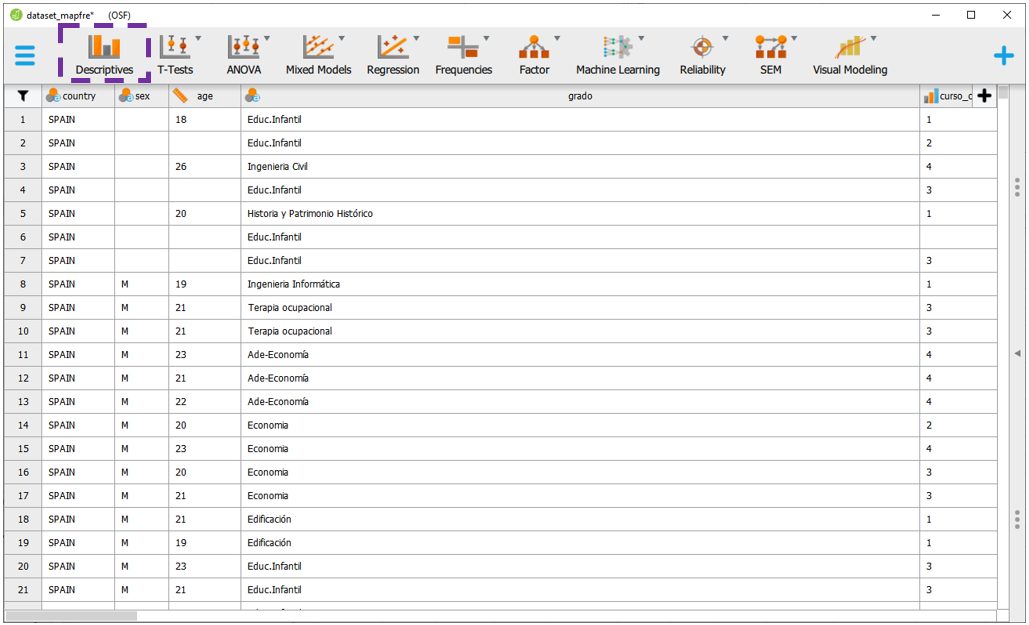 dataset_mapfre* (OSF)
Descriptives T-Tests ANOVA Mixed Models Regression Frequencies Factor Machine Learning Reliability SEM Visual Modeling
country sex age grado curso_c
1 SPAIN 18 Educ.Infantil 1
2 SPAIN Educ.Infantil 2
3 SPAIN 26 Ingenieria Civil 4
4 SPAIN Educ.Infantil 3
5 SPAIN 20 Historia y Patrimonio Histórico 1
6 SPAIN Educ.Infantil
7 SPAIN Educ.Infantil 3
8 SPAIN M 19 Ingenieria Informática 1
9 SPAIN M 21 Terapia ocupacional 3
10 SPAIN M 21 Terapia ocupacional 3
11 SPAIN M 23 Ade-Economía 4
12 SPAIN M 21 Ade-Economía 4
13 SPAIN M 22 Ade-Economía 4
14 SPAIN M 20 Economia 2
15 SPAIN M 23 Economia 4
16 SPAIN M 20 Economia 3
17 SPAIN M 21 Economia 3
18 SPAIN M 21 Edificación 1
19 SPAIN M 19 Edificación 1
20 SPAIN M 23 Educ.Infantil 3
21 SPAIN M 21 Educ.Infantil 3